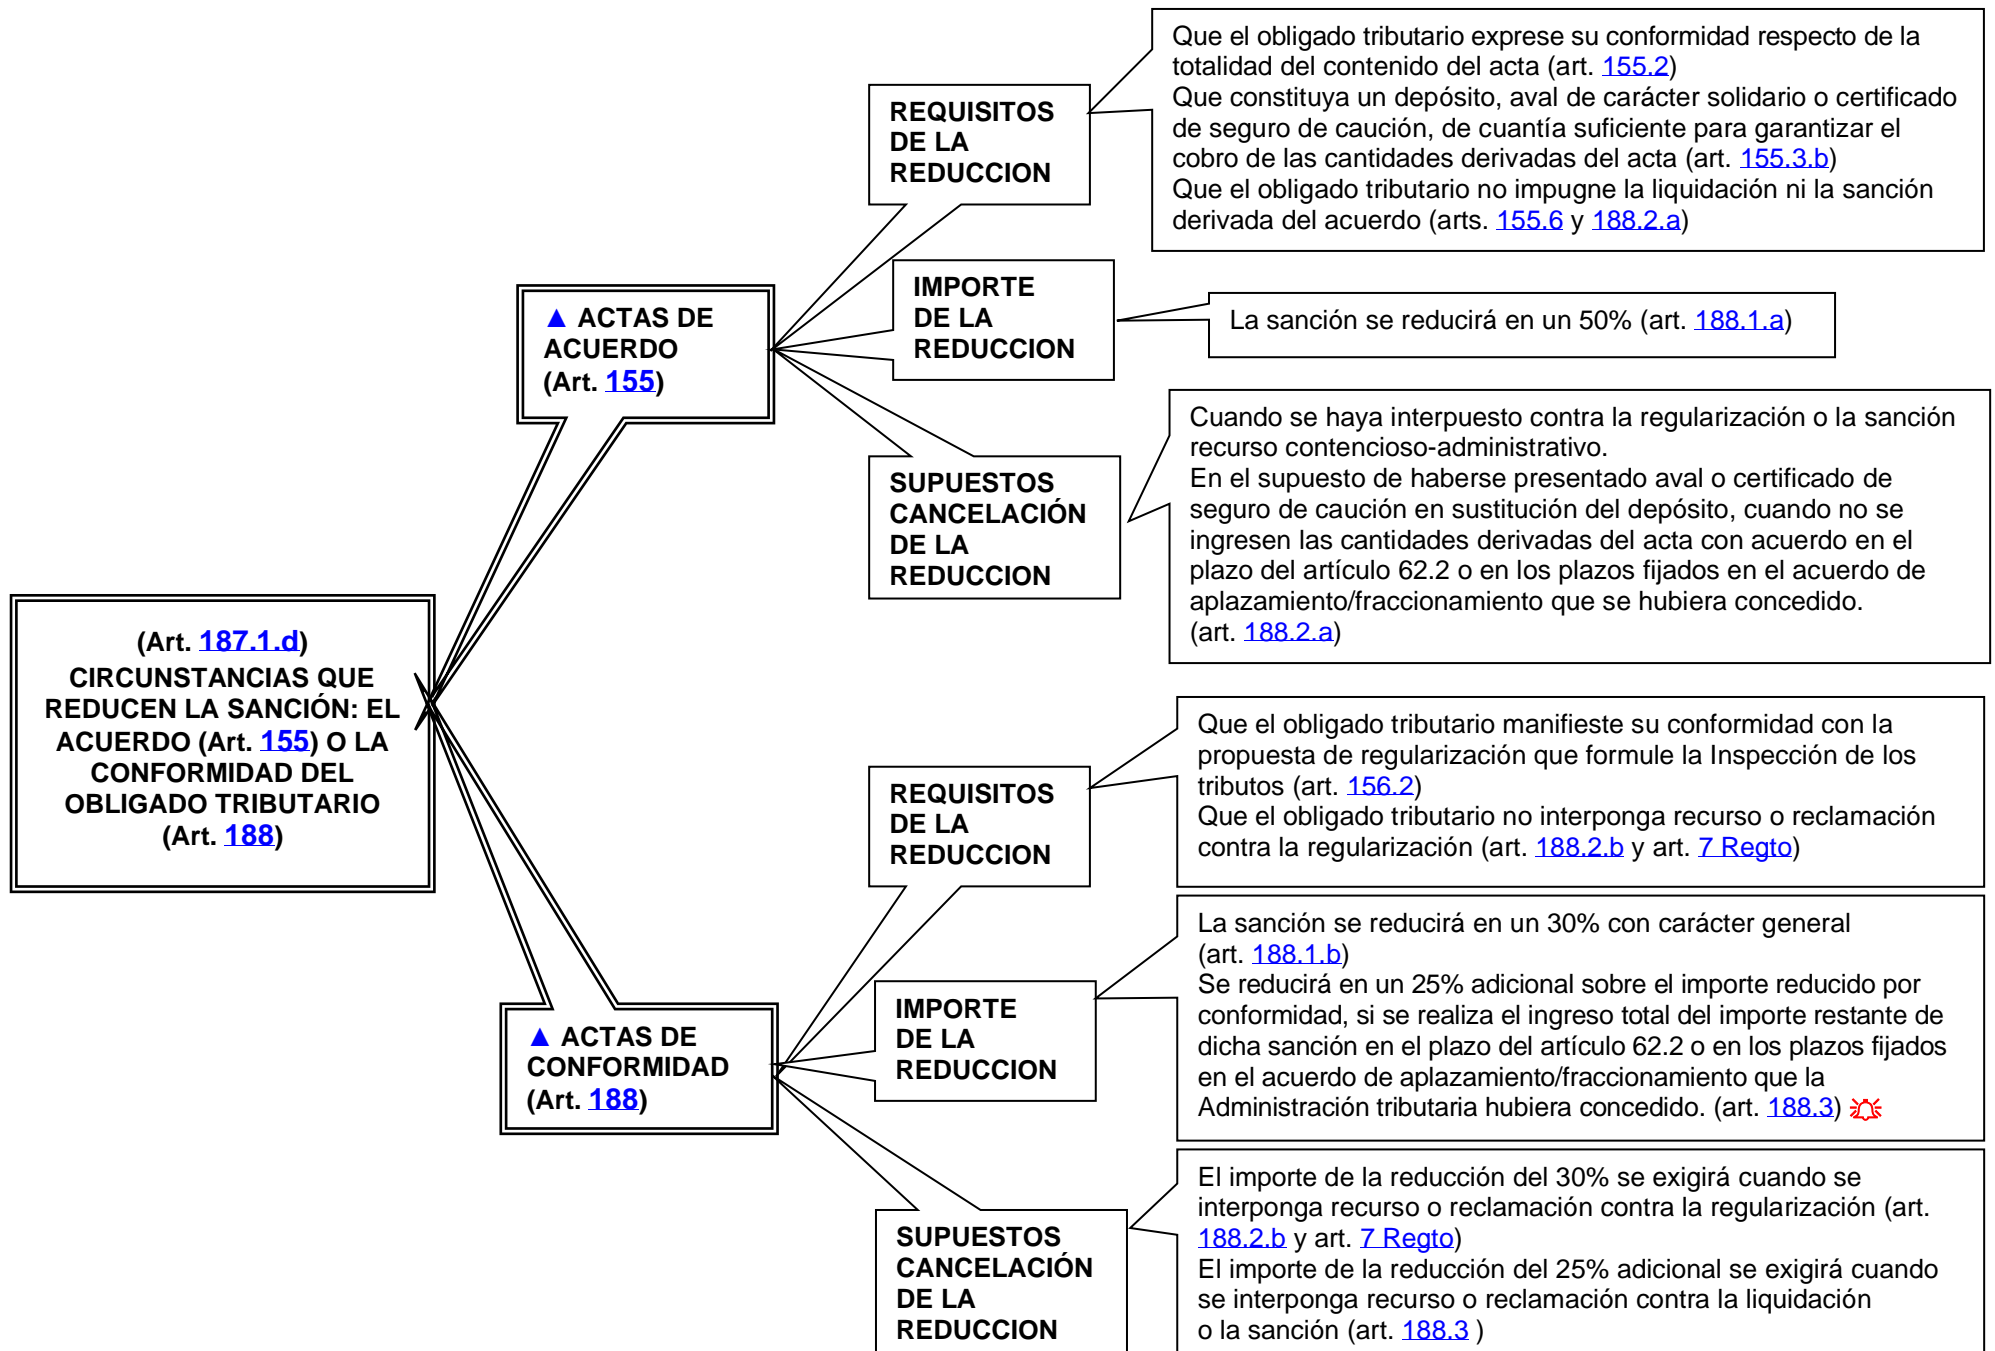 (Art. 187.1.d)
CIRCUNSTANCIAS QUE
REDUCEN LA SANCIÓN: EL
ACUERDO (Art. 155) O LA
CONFORMIDAD DEL
OBLIGADO TRIBUTARIO
(Art. 188)
▲ ACTAS DE
ACUERDO
(Art. 155)
REQUISITOS
DE LA
REDUCCION
Que el obligado tributario exprese su conformidad respecto de la
totalidad del contenido del acta (art. 155.2)
Que constituya un depósito, aval de carácter solidario o certificado
de seguro de caución, de cuantía suficiente para garantizar el
cobro de las cantidades derivadas del acta (art. 155.3.b)
Que el obligado tributario no impugne la liquidación ni la sanción
derivada del acuerdo (arts. 155.6 y 188.2.a)
IMPORTE
DE LA
REDUCCION
La sanción se reducirá en un 50% (art. 188.1.a)
SUPUESTOS
CANCELACIÓN
DE LA
REDUCCION
Cuando se haya interpuesto contra la regularización o la sanción
recurso contencioso-administrativo.
En el supuesto de haberse presentado aval o certificado de
seguro de caución en sustitución del depósito, cuando no se
ingresen las cantidades derivadas del acta con acuerdo en el
plazo del artículo 62.2 o en los plazos fijados en el acuerdo de
aplazamiento/fraccionamiento que se hubiera concedido.
(art. 188.2.a)
▲ ACTAS DE
CONFORMIDAD
(Art. 188)
REQUISITOS
DE LA
REDUCCION
Que el obligado tributario manifieste su conformidad con la
propuesta de regularización que formule la Inspección de los
tributos (art. 156.2)
Que el obligado tributario no interponga recurso o reclamación
contra la regularización (art. 188.2.b y art. 7 Regto)
IMPORTE
DE LA
REDUCCION
La sanción se reducirá en un 30% con carácter general
(art. 188.1.b)
Se reducirá en un 25% adicional sobre el importe reducido por
conformidad, si se realiza el ingreso total del importe restante de
dicha sanción en el plazo del artículo 62.2 o en los plazos fijados
en el acuerdo de aplazamiento/fraccionamiento que la
Administración tributaria hubiera concedido. (art. 188.3)
SUPUESTOS
CANCELACIÓN
DE LA
REDUCCION
El importe de la reducción del 30% se exigirá cuando se
interponga recurso o reclamación contra la regularización (art.
188.2.b y art. 7 Regto)
El importe de la reducción del 25% adicional se exigirá cuando
se interponga recurso o reclamación contra la liquidación
o la sanción (art. 188.3 )